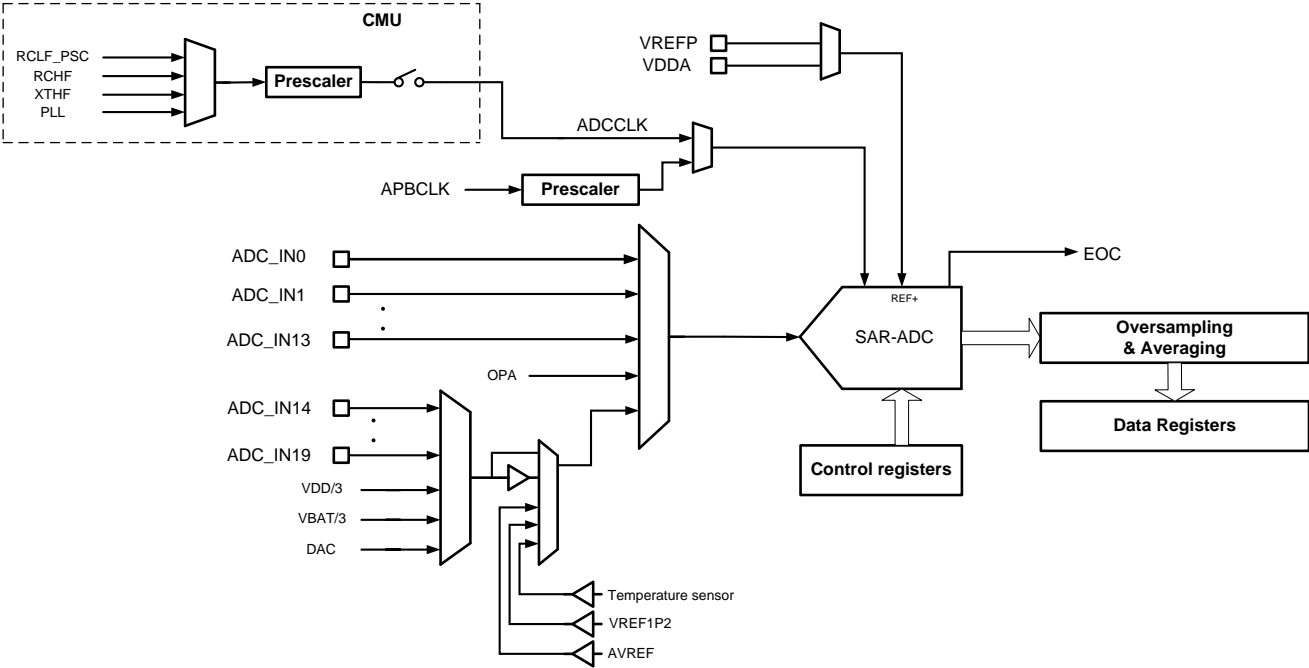 CMU
RCLF_PSC
RCHF
XTHF
PLL
Prescaler
VREFP
VDDA
ADCCLK
APBCLK
Prescaler
ADC_IN0
ADC_IN1
ADC_IN13
OPA
ADC_IN14
ADC_IN19
VDD/3
VBAT/3
DAC
Temperature sensor
VREF1P2
AVREF
REF+
SAR-ADC
EOC
Oversampling
& Averaging
Data Registers
Control registers